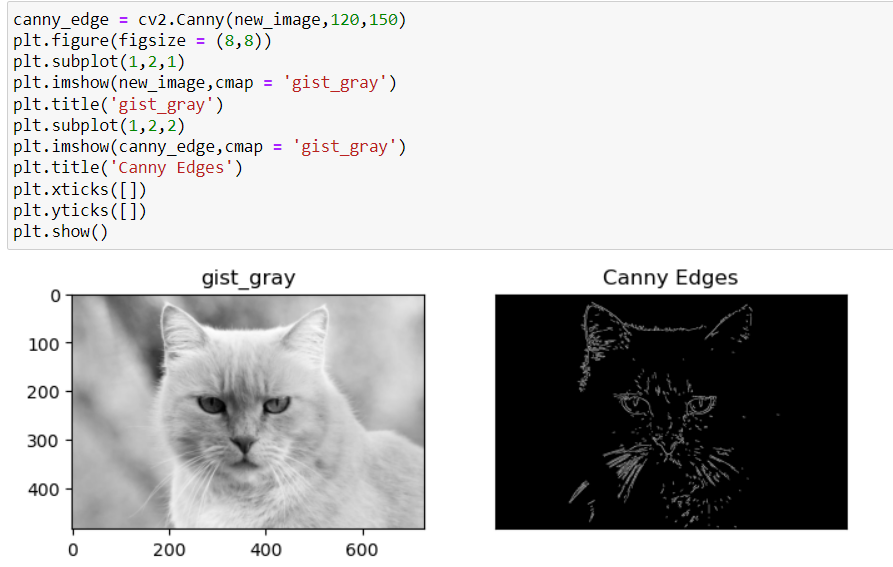 canny_edge = cv2.Canny(new_image,120,150)
plt.figure(figsize = (8,8))
plt.subplot(1,2,1)
plt.imshow(new_image,cmap = 'gist_gray')
plt.title('gist_gray')
plt.subplot(1,2,2)
plt.imshow(canny_edge,cmap = 'gist_gray')
plt.title('Canny Edges')
plt.xticks([])
plt.yticks([])
plt.show()
gist_gray
0
100
200
300
400
0 200 400 600
Canny Edges